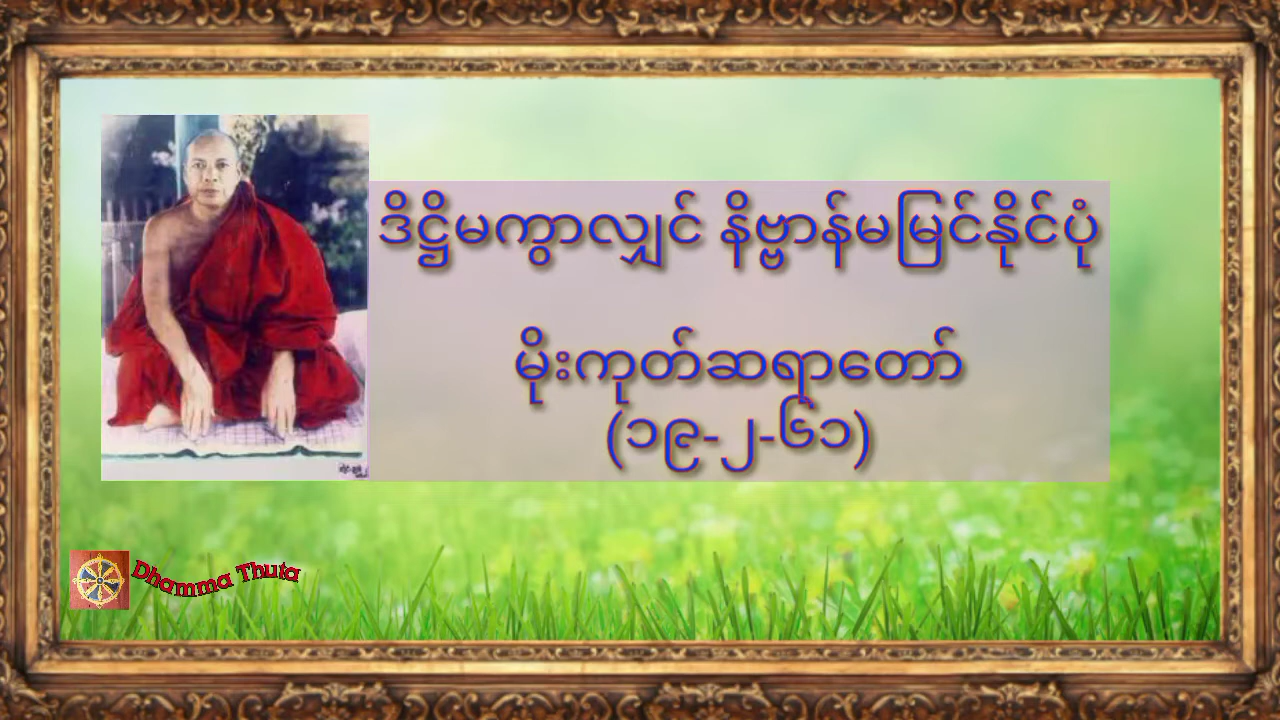 ဒိဋ္ဌိမကွာလျှင် နိဗ္ဗာန်မမြင်နိုင်ပုံ
မိုးကုတ်ဆရာတော်
(၁၉-၂-၆၁)
Dhamma Thuta